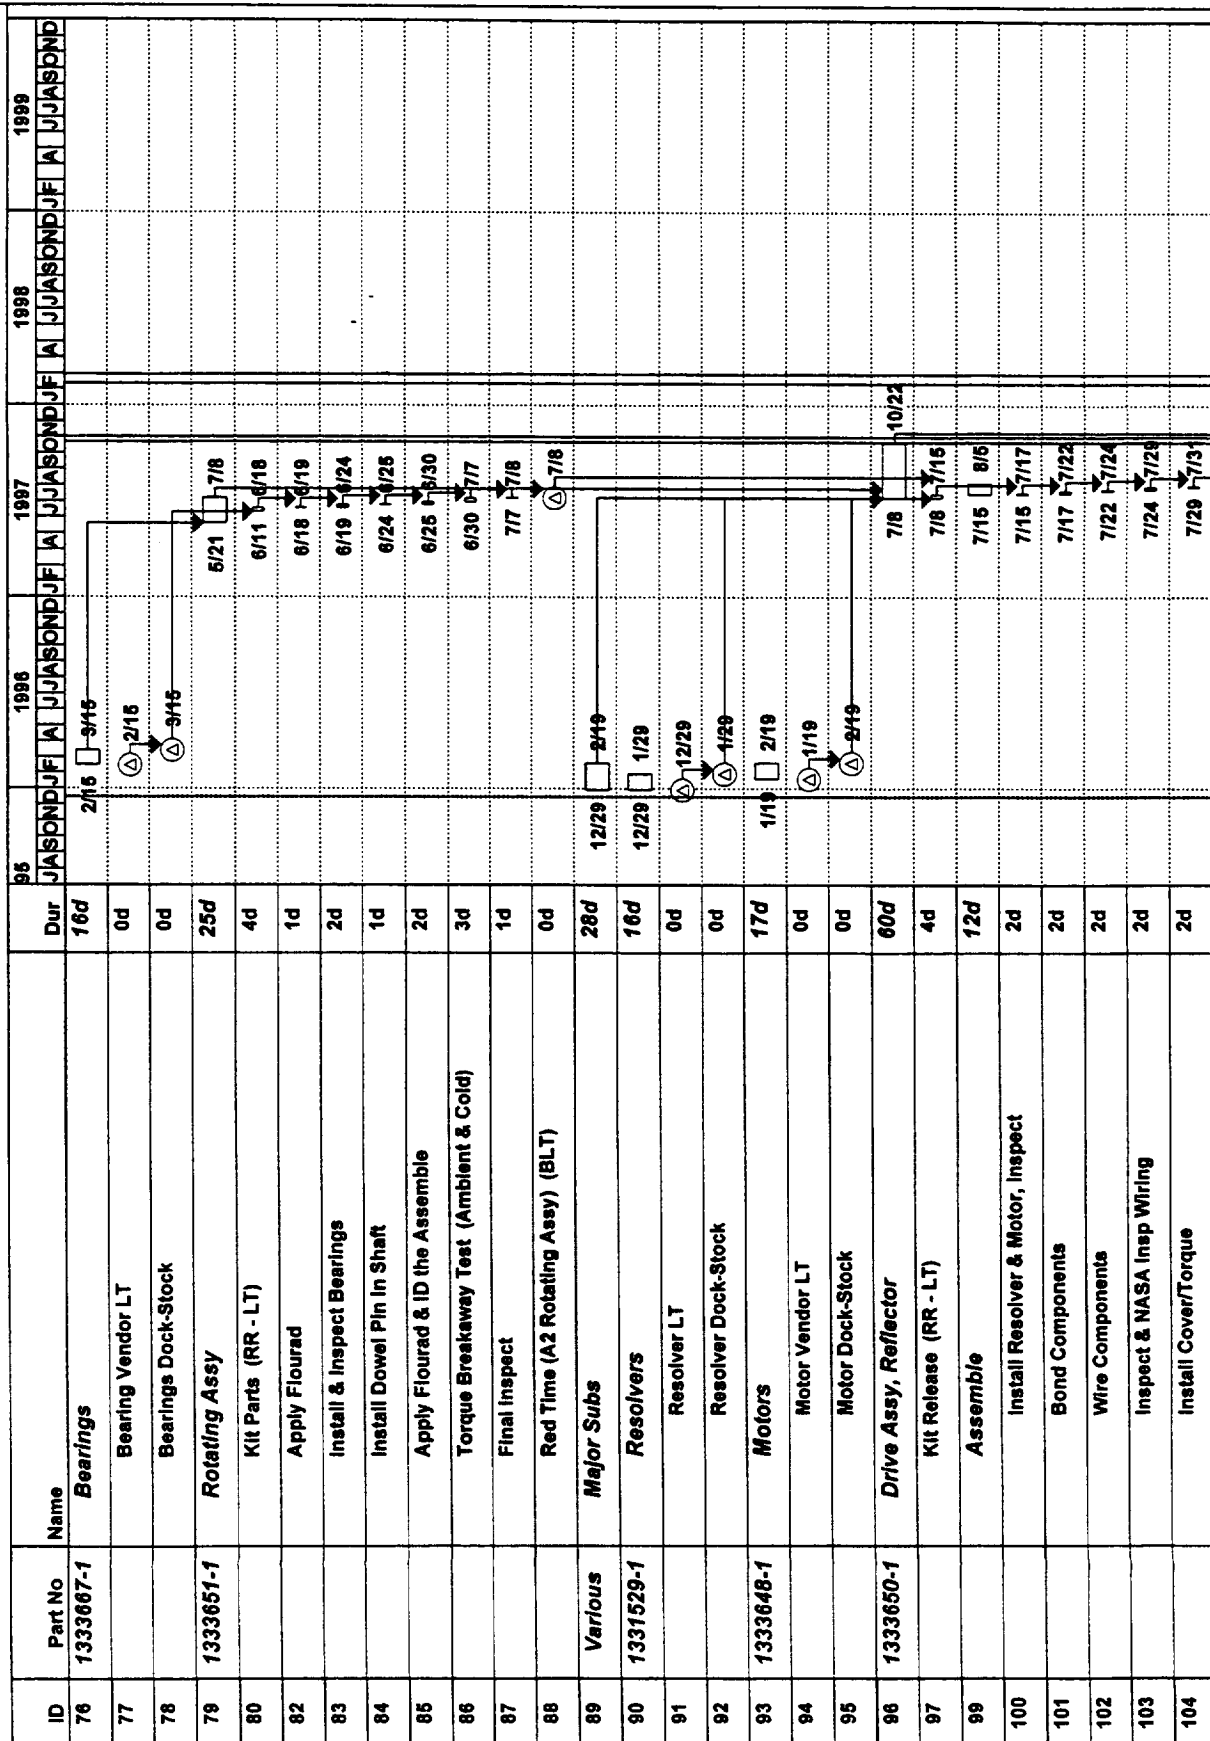 95 1996 1997 1998 1999
ID Part No Name Dur J A S O N D J F A J J A S O N D J F A J J A S O N D J F A J J A S O N D J F A J J A S O N D
76 1333667-1 Bearings 16d 2/15 3/15
77 Bearing Vendor LT 0d 2/15
78 Bearings Dock-Stock 0d 3/15
79 1333651-1 Rotating Assy 25d 5/21 7/8
80 Kit Parts (RR - LT) 4d 6/11 6/18
82 Apply Flourad 1d 6/18 6/19
83 Install & Inspect Bearings 2d 6/19 6/24
84 Install Dowel Pin in Shaft 1d 6/24 6/25
85 Apply Flourad & ID the Assemble 2d 6/25 6/30
86 Torque Breakaway Test (Ambient & Cold) 3d 6/30 7/7
87 Final Inspect 1d 7/7 7/8
88 Red Time (A2 Rotating Assy) (BLT) 0d 7/8
89 Various Major Subs 28d 12/29 2/19
90 1331529-1 Resolvers 16d 12/29 1/29
91 Resolver LT 0d 12/29
92 Resolver Dock-Stock 0d 1/29
93 1333648-1 Motors 17d 1/19 2/19
94 Motor Vendor LT 0d 1/19
95 Motor Dock-Stock 0d 2/19
96 1333650-1 Drive Assy, Reflector 60d 7/8 10/22
97 Kit Release (RR - LT) 4d 7/8 7/15
99 Assemble 12d 7/15 8/5
100 Install Resolver & Motor, Inspect 2d 7/15 7/17
101 Bond Components 2d 7/17 7/22
102 Wire Components 2d 7/22 7/24
103 Inspect & NASA Insp Wiring 2d 7/24 7/29
104 Install Cover/Torque 2d 7/29 7/31